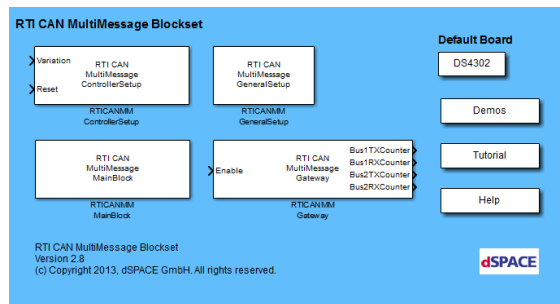 RTI CAN MultiMessage Blockset
Default Board
Variation
Reset
RTI CAN
MultiMessage
ControllerSetup
RTICANMM
ControllerSetup
RTI CAN
MultiMessage
GeneralSetup
RTICANMM
GeneralSetup
DS4302
Demos
RTI CAN
MultiMessage
MainBlock
RTICANMM
MainBlock
Enable
RTI CAN
MultiMessage
Gateway
Bus1TXCounter
Bus1RXCounter
Bus2TXCounter
Bus2RXCounter
RTICANMM
Gateway
Tutorial
Help
RTI CAN MultiMessage Blockset
Version 2.8
(c) Copyright 2013, dSPACE GmbH. All rights reserved.
dSPACE